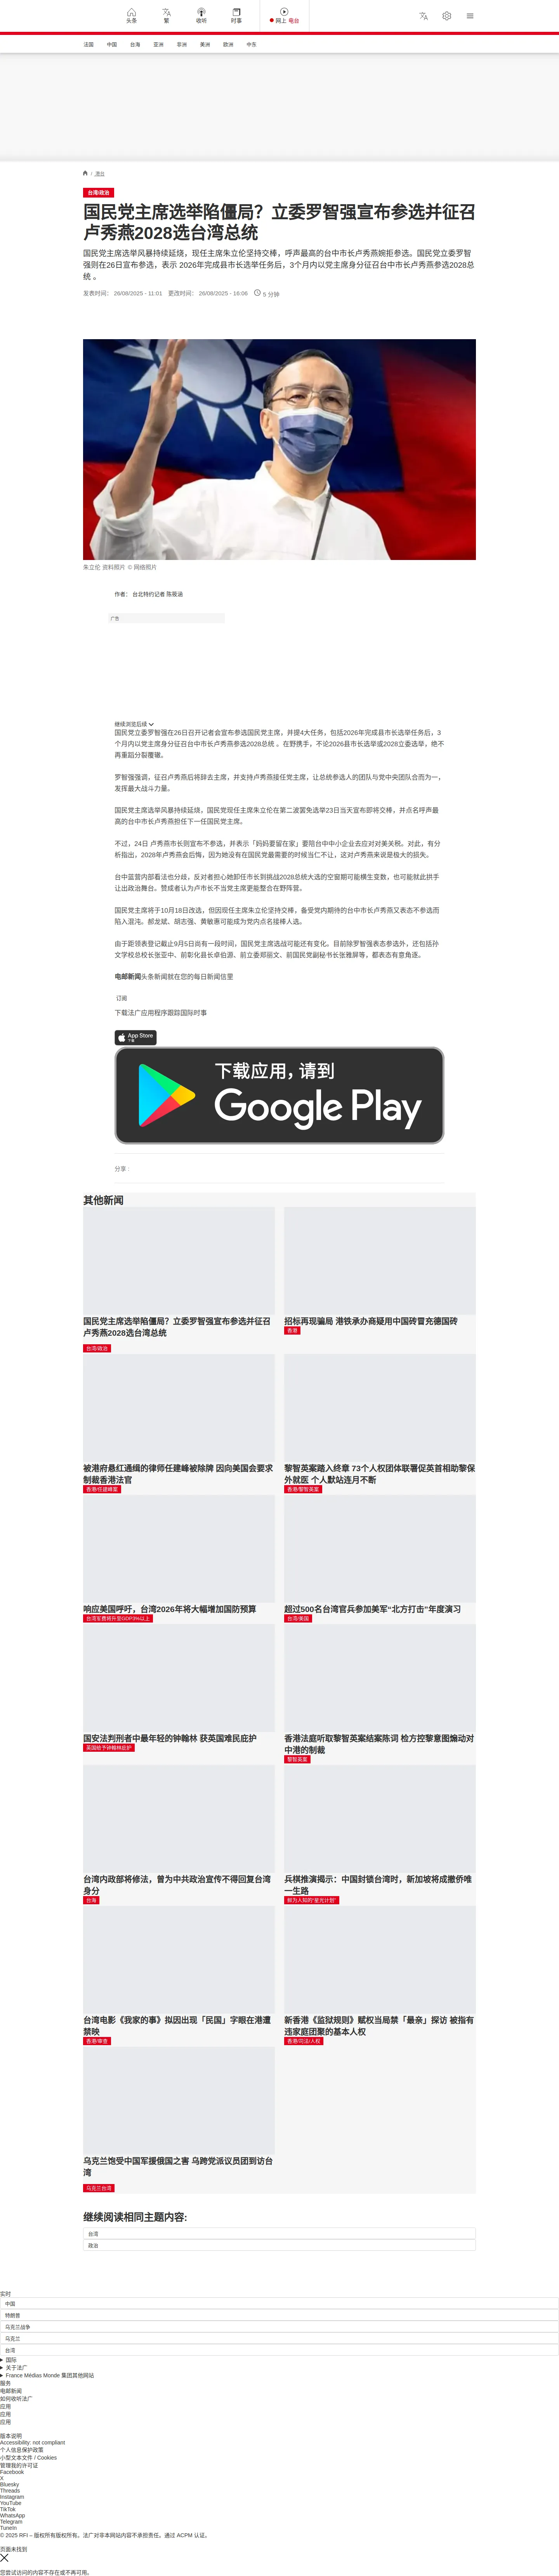 头条
繁
收听
时事
网上 电台
法国
中国
台海
亚洲
非洲
美洲
欧洲
中东
/ 港台
台湾/政治
国民党主席选举陷僵局？立委罗智强宣布参选并征召
卢秀燕2028选台湾总统
国民党主席选举风暴持续延烧，现任主席朱立伦坚持交棒，呼声最高的台中市长卢秀燕婉拒参选。国民党立委罗智
强则在26日宣布参选，表示 2026年完成县市长选举任务后，3个月内以党主席身分征召台中市长卢秀燕参选2028总
统 。
发表时间： 26/08/2025 - 11:01 更改时间： 26/08/2025 - 16:06 5 分钟
朱立伦 资料照片 © 网络照片
作者： 台北特约记者 陈筱涵
广告
继续浏览后续
国民党立委罗智强在26日召开记者会宣布参选国民党主席，并提4大任务，包括2026年完成县市长选举任务后，3
个月内以党主席身分征召台中市长卢秀燕参选2028总统 。在野携手，不论2026县市长选举或2028立委选举，绝不
再重蹈分裂覆辙。
罗智强强调，征召卢秀燕后将辞去主席，并支持卢秀燕接任党主席，让总统参选人的团队与党中央团队合而为一，
发挥最大战斗力量。
国民党主席选举风暴持续延烧，国民党现任主席朱立伦在第二波罢免选举23日当天宣布即将交棒，并点名呼声最
高的台中市长卢秀燕担任下一任国民党主席。
不过，24日 卢秀燕市长则宣布不参选，并表示「妈妈要留在家」要陪台中中小企业去应对对美关税。对此，有分
析指出，2028年卢秀燕会后悔，因为她没有在国民党最需要的时候当仁不让，这对卢秀燕来说是极大的损失。
台中蓝营内部看法也分歧，反对者担心她卸任市长到挑战2028总统大选的空窗期可能横生变数，也可能就此拱手
让出政治舞台。赞成者认为卢市长不当党主席更能整合在野阵营。
国民党主席将于10月18日改选，但因现任主席朱立伦坚持交棒，备受党内期待的台中市长卢秀燕又表态不参选而
陷入混沌。郝龙斌、胡志强、黄敏惠可能成为党内点名接棒人选。
由于距领表登记截止9月5日尚有一段时间，国民党主席选战可能还有变化。目前除罗智强表态参选外，还包括孙
文学校总校长张亚中、前彰化县长卓伯源、前立委郑丽文、前国民党副秘书长张雅屏等，都表态有意角逐。
电邮新闻头条新闻就在您的每日新闻信里
订阅
下载法广应用程序跟踪国际时事
App Store
下载
下载应用，请到
Google Play
分享 :
其他新闻
国民党主席选举陷僵局？立委罗智强宣布参选并征召
卢秀燕2028选台湾总统
台湾/政治
招标再现骗局 港铁承办商疑用中国砖冒充德国砖
香港
被港府悬红通缉的律师任建峰被除牌 因向美国会要求
制裁香港法官
香港/任建峰案
黎智英案踏入终章 73个人权团体联署促英首相助黎保
外就医 个人默站连月不断
香港/黎智英案
响应美国呼吁，台湾2026年将大幅增加国防预算
台湾军费将升至GDP3%以上
超过500名台湾官兵参加美军“北方打击”年度演习
台湾/美国
国安法判刑者中最年轻的钟翰林 获英国难民庇护
英国给予钟翰林庇护
香港法庭听取黎智英案结案陈词 检方控黎意图煽动对
中港的制裁
黎智英案
台湾内政部将修法，曾为中共政治宣传不得回复台湾
身分
台海
兵棋推演揭示：中国封锁台湾时，新加坡将成撤侨唯
一生路
鲜为人知的“星光计划”
台湾电影《我家的事》拟因出现「民国」字眼在港遭
禁映
香港/审查
新香港《监狱规则》赋权当局禁「最亲」探访 被指有
违家庭团聚的基本人权
香港/司法/人权
乌克兰饱受中国军援俄国之害 乌跨党派议员团到访台
湾
乌克兰台湾
继续阅读相同主题内容:
台湾
政治
实时
中国
特朗普
乌克兰战争
乌克兰
台湾
国际
关于法广
France Médias Monde 集团其他网站
服务
电邮新闻
如何收听法广
应用
应用
应用
版本说明
Accessibility: not compliant
个人信息保护政策
小型文本文件 / Cookies
管理我的许可证
Facebook
X
Bluesky
Threads
Instagram
YouTube
TikTok
WhatsApp
Telegram
TuneIn
© 2025 RFI – 版权所有版权所有。法广对非本网站内容不承担责任。通过 ACPM 认证。
页面未找到
您尝试访问的内容不存在或不再可用。